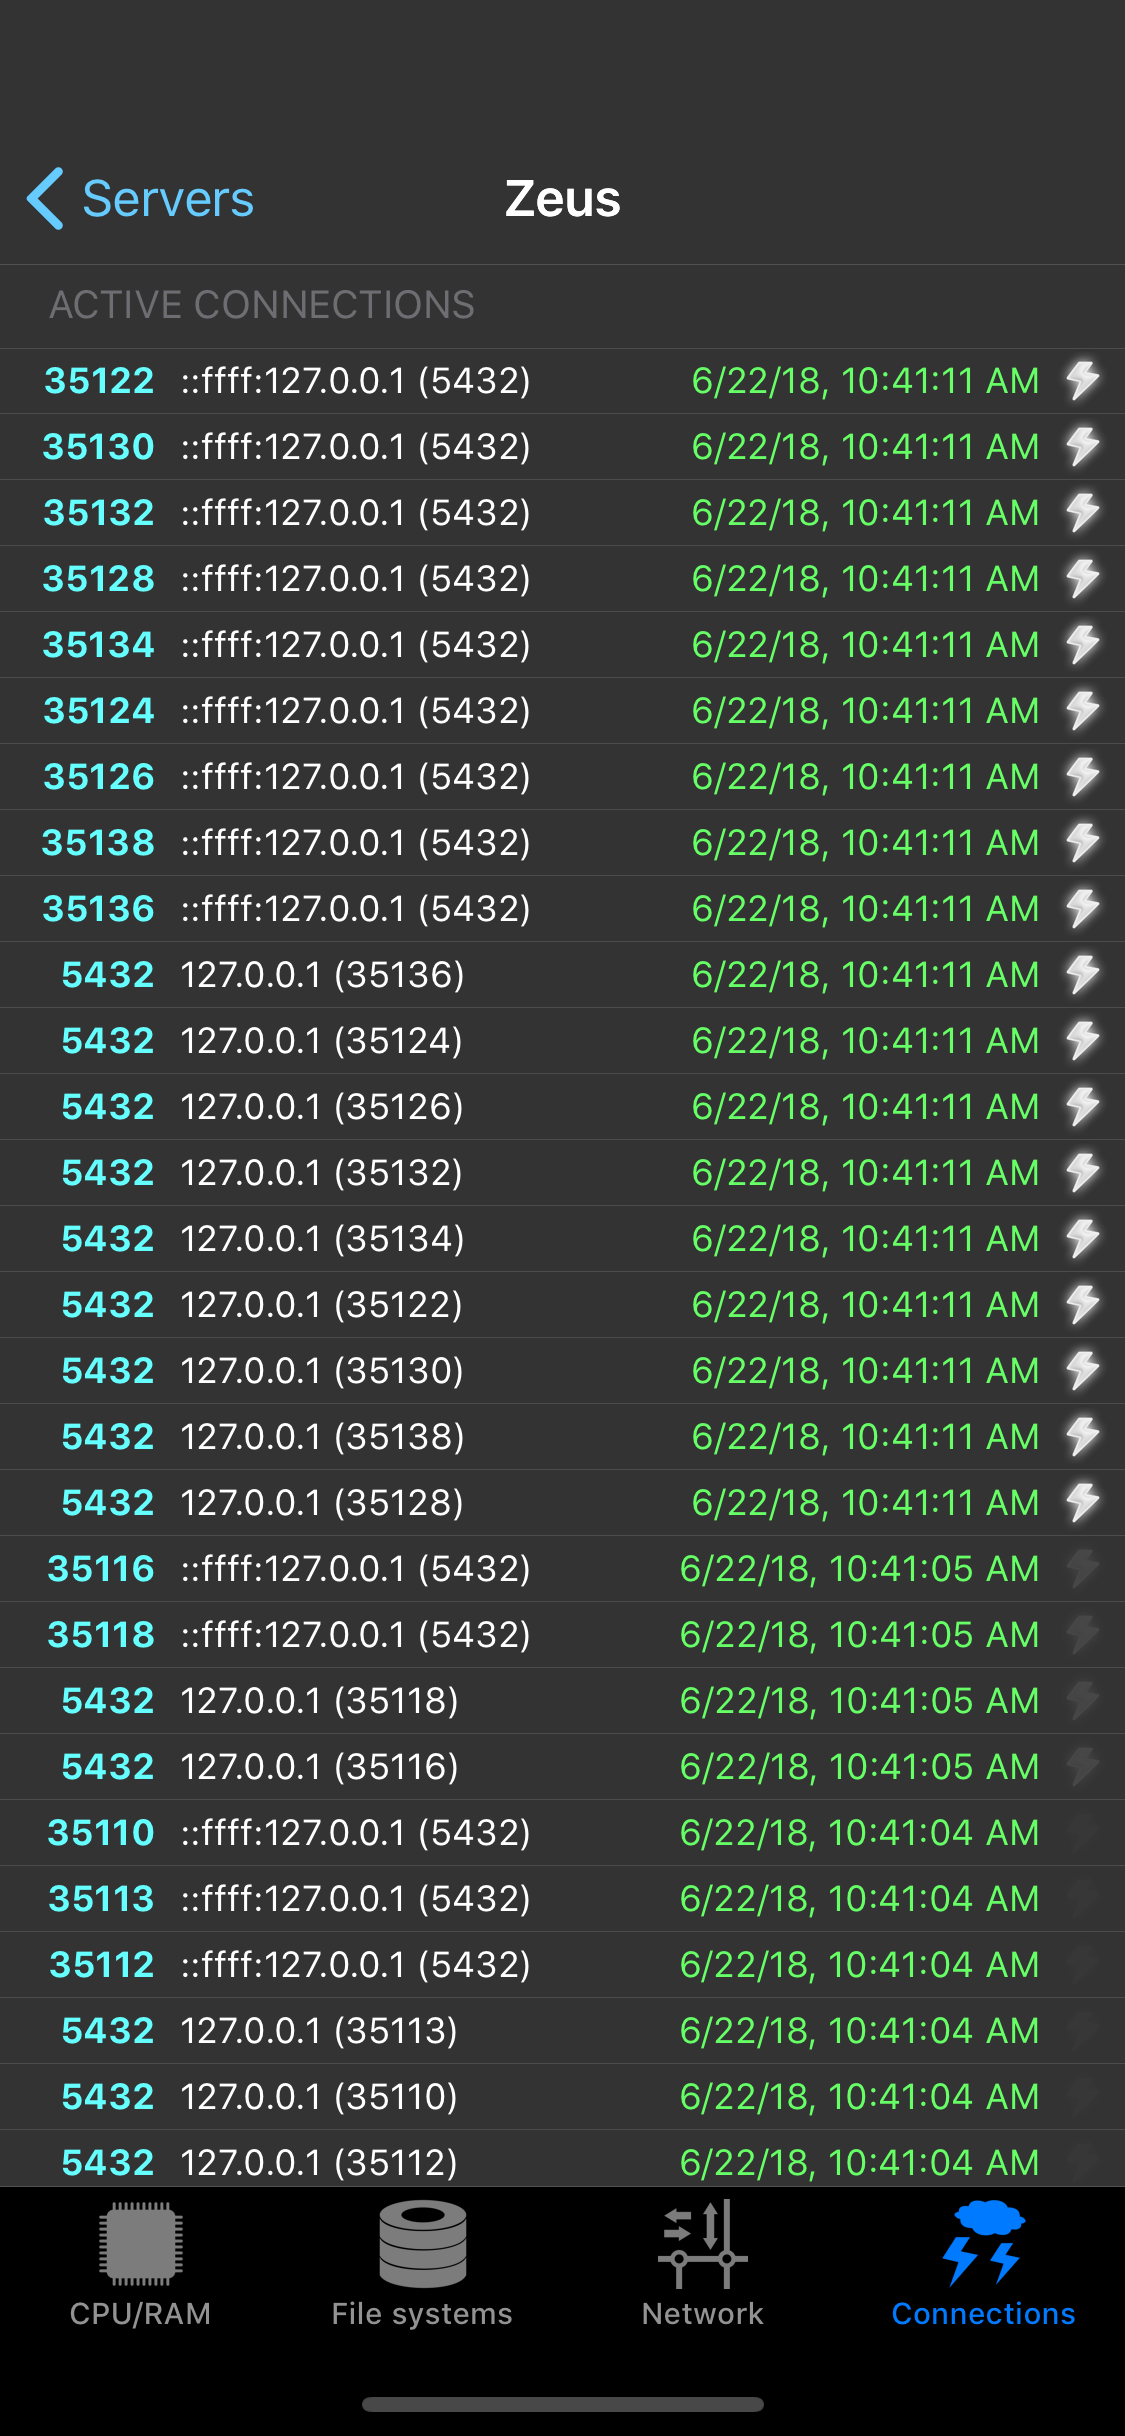 Servers Zeus
ACTIVE CONNECTIONS
35122 ::ffff:127.0.0.1 (5432) 6/22/18, 10:41:11 AM
35130 ::ffff:127.0.0.1 (5432) 6/22/18, 10:41:11 AM
35132 ::ffff:127.0.0.1 (5432) 6/22/18, 10:41:11 AM
35128 ::ffff:127.0.0.1 (5432) 6/22/18, 10:41:11 AM
35134 ::ffff:127.0.0.1 (5432) 6/22/18, 10:41:11 AM
35124 ::ffff:127.0.0.1 (5432) 6/22/18, 10:41:11 AM
35126 ::ffff:127.0.0.1 (5432) 6/22/18, 10:41:11 AM
35138 ::ffff:127.0.0.1 (5432) 6/22/18, 10:41:11 AM
35136 ::ffff:127.0.0.1 (5432) 6/22/18, 10:41:11 AM
5432 127.0.0.1 (35136) 6/22/18, 10:41:11 AM
5432 127.0.0.1 (35124) 6/22/18, 10:41:11 AM
5432 127.0.0.1 (35126) 6/22/18, 10:41:11 AM
5432 127.0.0.1 (35132) 6/22/18, 10:41:11 AM
5432 127.0.0.1 (35134) 6/22/18, 10:41:11 AM
5432 127.0.0.1 (35122) 6/22/18, 10:41:11 AM
5432 127.0.0.1 (35130) 6/22/18, 10:41:11 AM
5432 127.0.0.1 (35138) 6/22/18, 10:41:11 AM
5432 127.0.0.1 (35128) 6/22/18, 10:41:11 AM
35116 ::ffff:127.0.0.1 (5432) 6/22/18, 10:41:05 AM
35118 ::ffff:127.0.0.1 (5432) 6/22/18, 10:41:05 AM
5432 127.0.0.1 (35118) 6/22/18, 10:41:05 AM
5432 127.0.0.1 (35116) 6/22/18, 10:41:05 AM
35110 ::ffff:127.0.0.1 (5432) 6/22/18, 10:41:04 AM
35113 ::ffff:127.0.0.1 (5432) 6/22/18, 10:41:04 AM
35112 ::ffff:127.0.0.1 (5432) 6/22/18, 10:41:04 AM
5432 127.0.0.1 (35113) 6/22/18, 10:41:04 AM
5432 127.0.0.1 (35110) 6/22/18, 10:41:04 AM
5432 127.0.0.1 (35112) 6/22/18, 10:41:04 AM
CPU/RAM File systems Network Connections